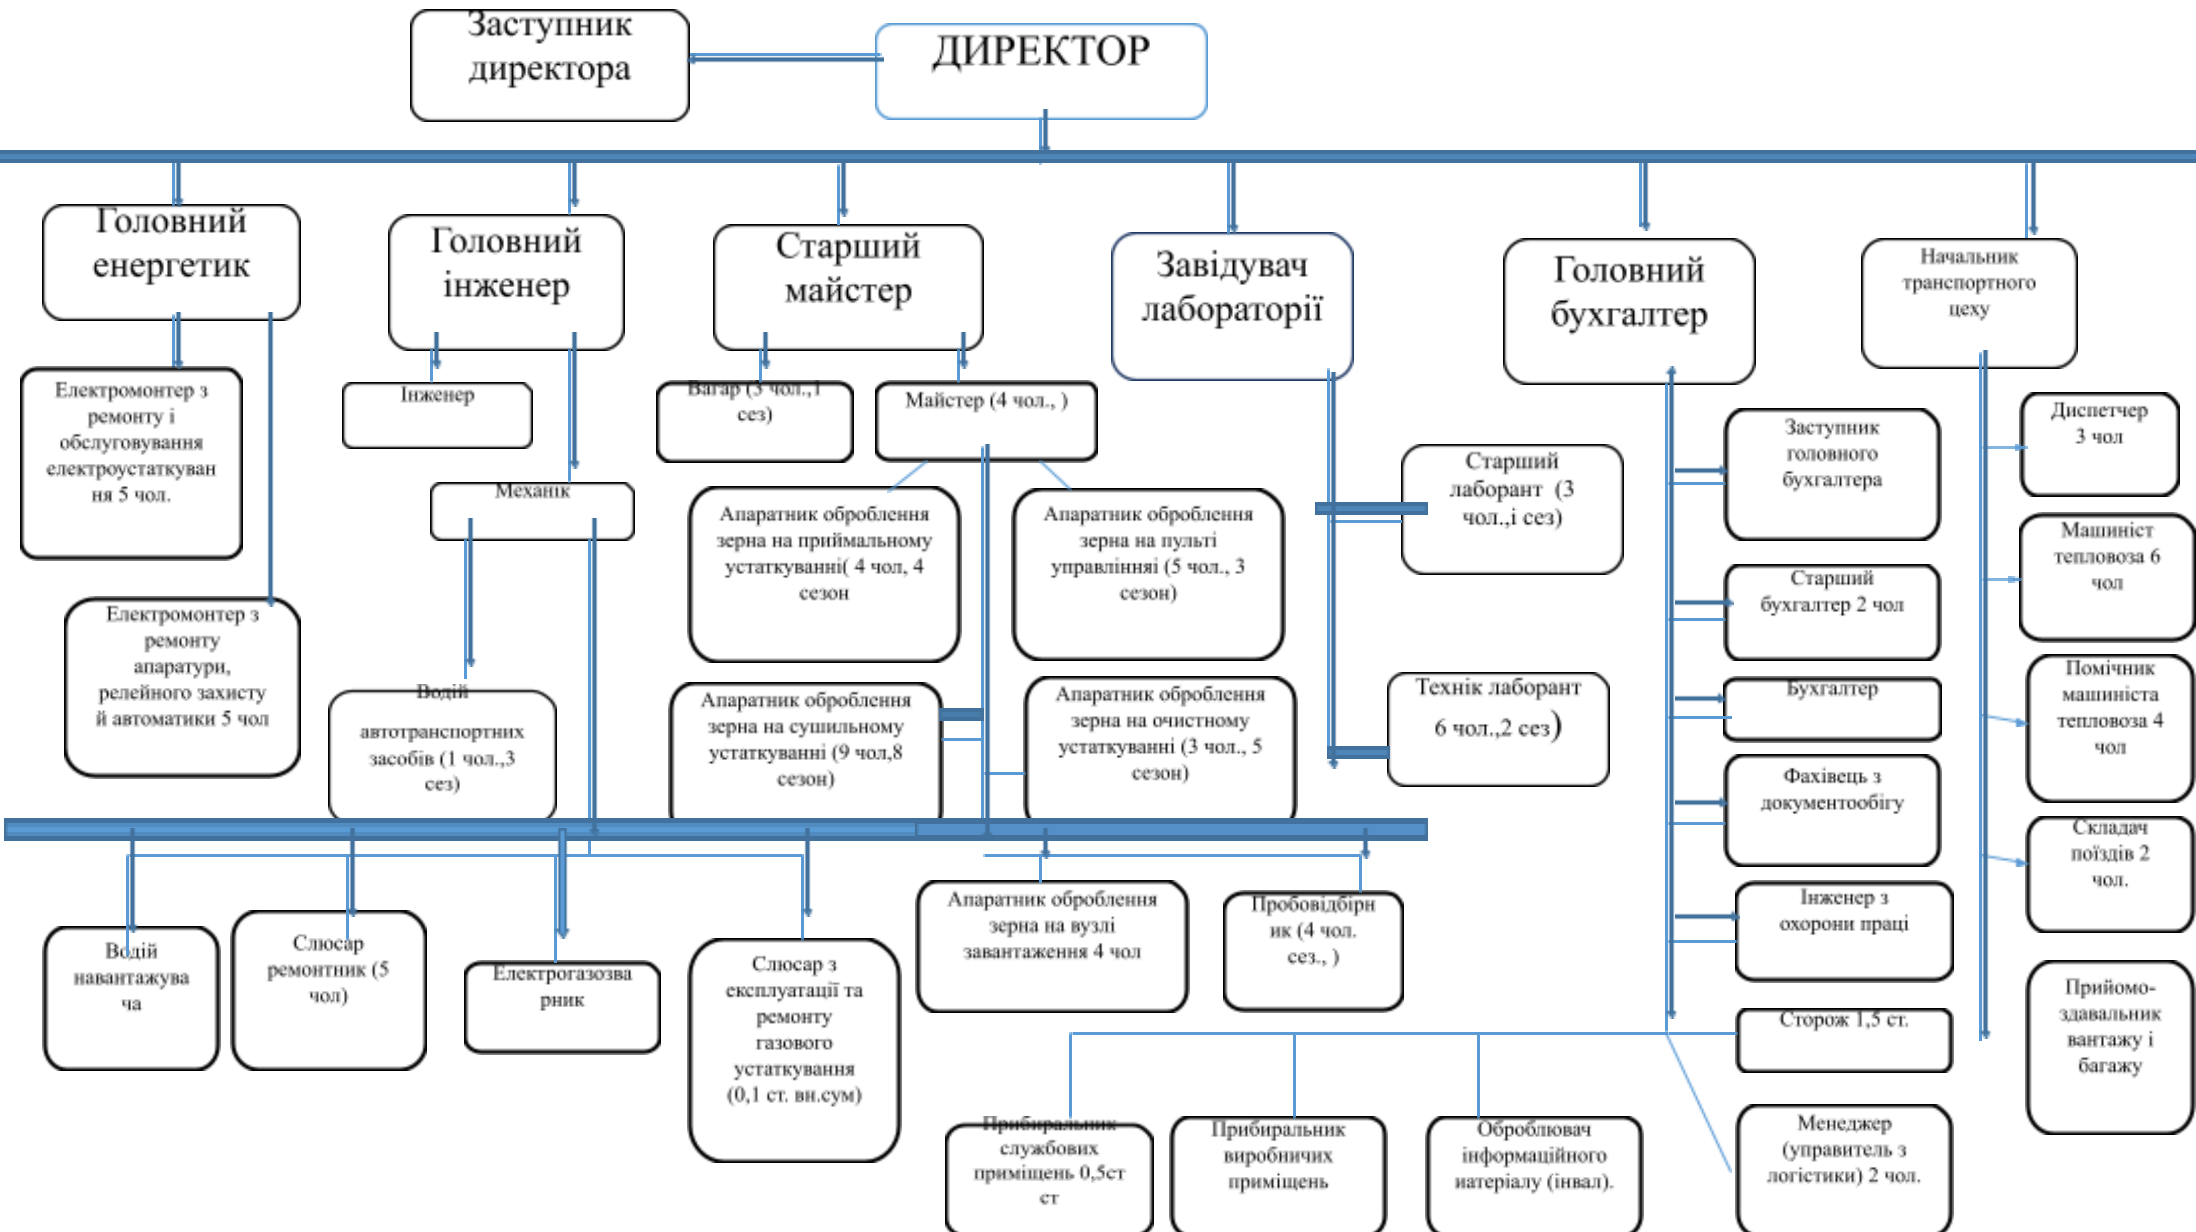 Заступник
директора
ДИРЕКТОР
Головний
енергетик
Головний
інженер
Старший
майстер
Завідувач
лабораторії
Головний
бухгалтер
Начальник
транспортного
цеху
Електромонтер з
ремонту і
обслуговування
електроустаткуван
ня 5 чол.
Інженер
Вагар (3 чол.,1
сез)
Майстер (4 чол., )
Механік
Електромонтер з
ремонту
апаратури,
релейного захисту
й автоматики 5 чол
Водій
автотранспортних
засобів (1 чол.,3
сез)
Апаратник оброблення
зерна на приймальному
устаткуванні( 4 чол, 4
сезон
Апаратник оброблення
зерна на пульті
управлінняі (5 чол., 3
сезон)
Апаратник оброблення
зерна на сушильному
устаткуванні (9 чол,8
сезон)
Апаратник оброблення
зерна на очистному
устаткуванні (3 чол., 5
сезон)
Старший
лаборант (3
чол.,і сез)
Технік лаборант
6 чол.,2 сез)
Заступник
головного
бухгалтера
Старший
бухгалтер 2 чол
Бухгалтер
Фахівець з
документообігу
Інженер з
охорони праці
Сторож 1,5 ст.
Менеджер
(управитель з
логістики) 2 чол.
Диспетчер
3 чол
Машиніст
тепловоза 6
чол
Помічник
машиніста
тепловоза 4
чол
Складач
поїздів 2
чол.
Прийомо-
здавальник
вантажу і
багажу
Водій
навантажува
ча
Слюсар
ремонтник (5
чол)
Електрогазозва
рник
Слюсар з
експлуатації та
ремонту
газового
устаткування
(0,1 ст. вн.сум)
Апаратник оброблення
зерна на вузлі
завантаження 4 чол
Пробовідбірн
ик (4 чол.
сез., )
Прибиральник
службових
приміщень 0,5ст
ст
Прибиральник
виробничих
приміщень
Оброблювач
інформаційного
иатеріалу (інвал).